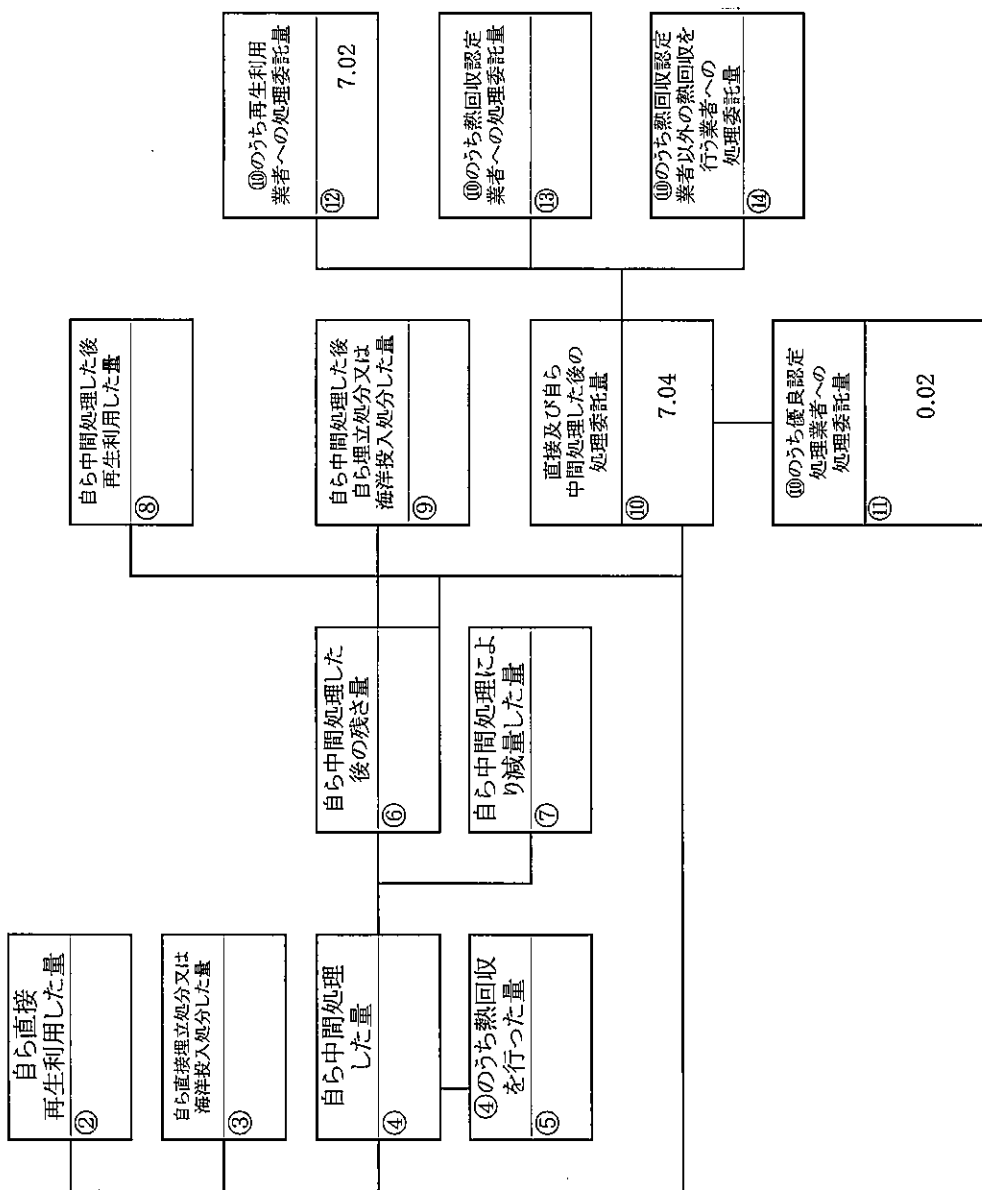 自ら直接
再生利用した量
②
自ら直接埋立処分又は
海洋投入処分した量
③
自ら中間処理
した量
④
④のうち熱回収
を行った量
⑤
自ら中間処理した
後の残さ量
⑥
自ら中間処理によ
り減量した量
⑦
自ら中間処理した後
再生利用した量
⑧
自ら中間処理した後
自ら埋立処分又は
海洋投入処分した量
⑨
直接及び自ら
中間処理した後の
処理委託量
⑩
7.04
⑩のうち優良認定
処理業者への
処理委託量
⑪
0.02
⑩のうち再生利用
業者への処理委託量
⑫
7.02
⑩のうち熱回収認定
業者への処理委託量
⑬
⑩のうち熱回収認定
業者以外の熱回収を
行う業者への
処理委託量
⑭